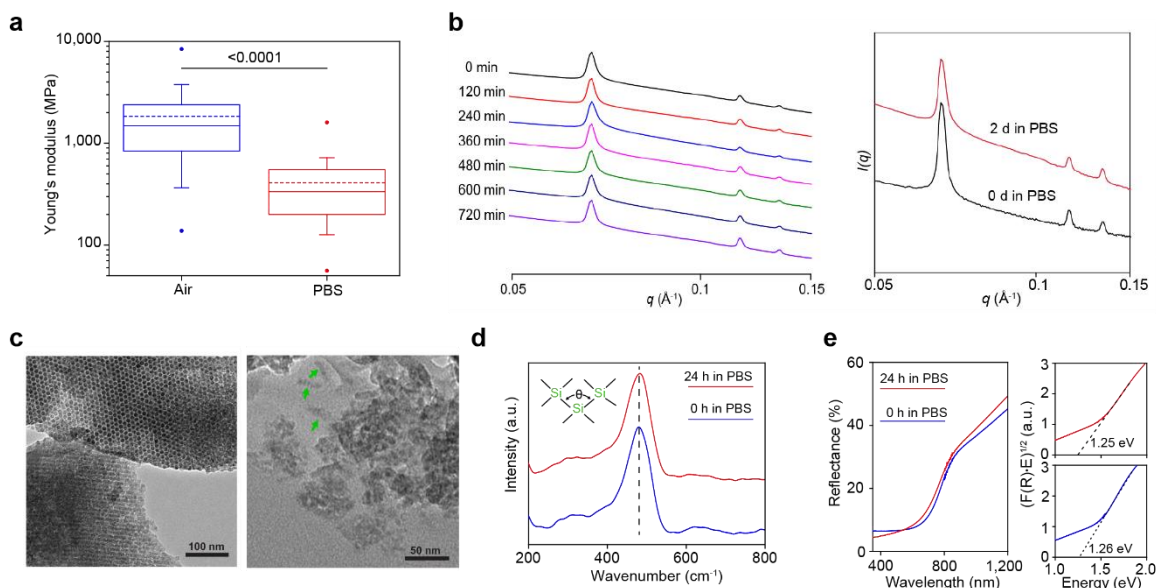 a
10,000
1,000
100
Young's modulus (MPa)
<0.0001
Air
PBS
b
0 min
120 min
240 min
360 min
480 min
600 min
720 min
0.05
0.1
0.15
q (Å⁻¹)
I(q)
2 d in PBS
0 d in PBS
0.05
0.1
0.15
q (Å⁻¹)
c
100 nm
50 nm
d
Intensity (a.u.)
Si
θ
Si
Si
24 h in PBS
0 h in PBS
200
400
600
800
Wavenumber (cm⁻¹)
e
60
40
20
0
Reflectance (%)
24 h in PBS
0 h in PBS
400
800
1,200
Wavelength (nm)
(F(R)·E)¹/² (a.u.)
3
2
1
0
1.25 eV
3
2
1
0
1.26 eV
1.0
1.5
2.0
Energy (eV)